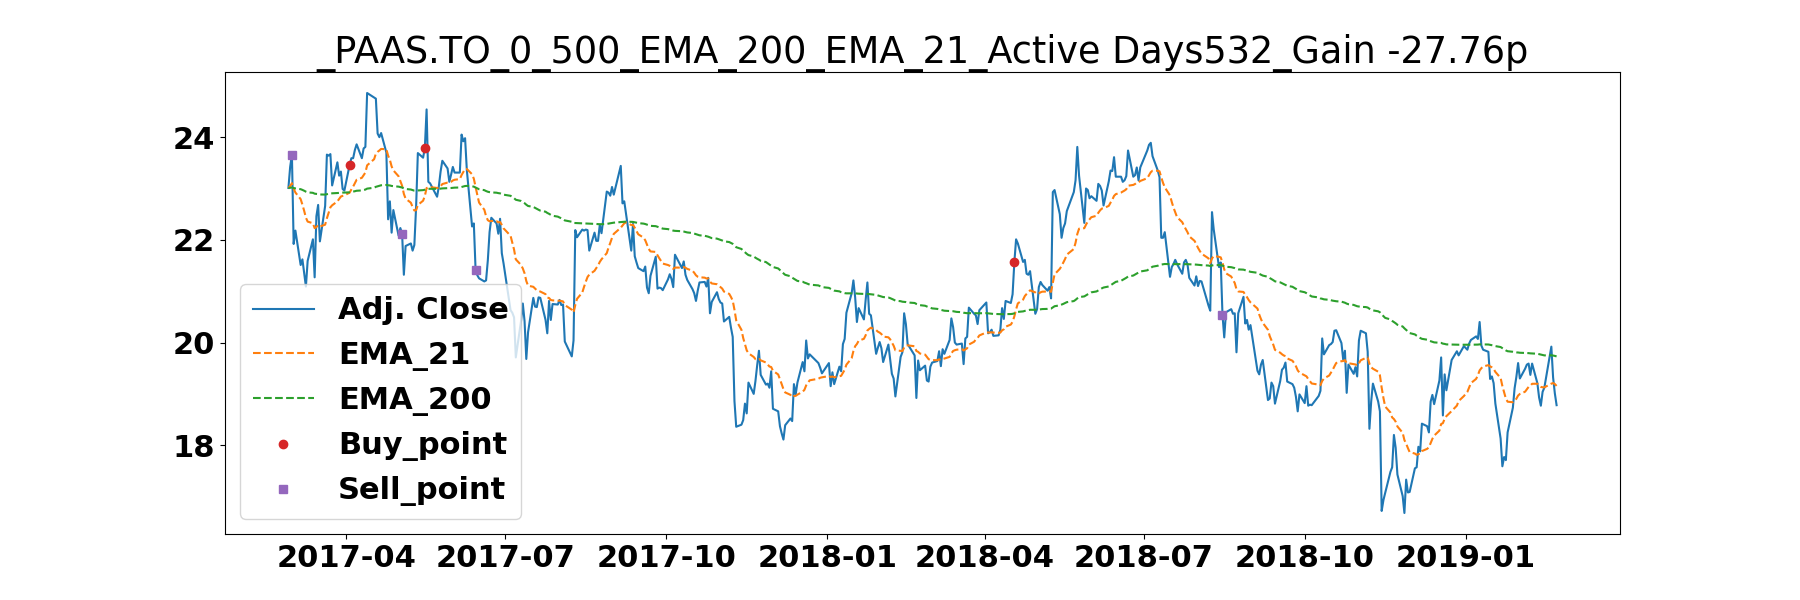 _PAAS.TO_0_500_EMA_200_EMA_21_Active Days532_Gain -27.76p
24
22
20
18
Adj. Close
EMA_21
EMA_200
Buy_point
Sell_point
2017-04 2017-07 2017-10 2018-01 2018-04 2018-07 2018-10 2019-01